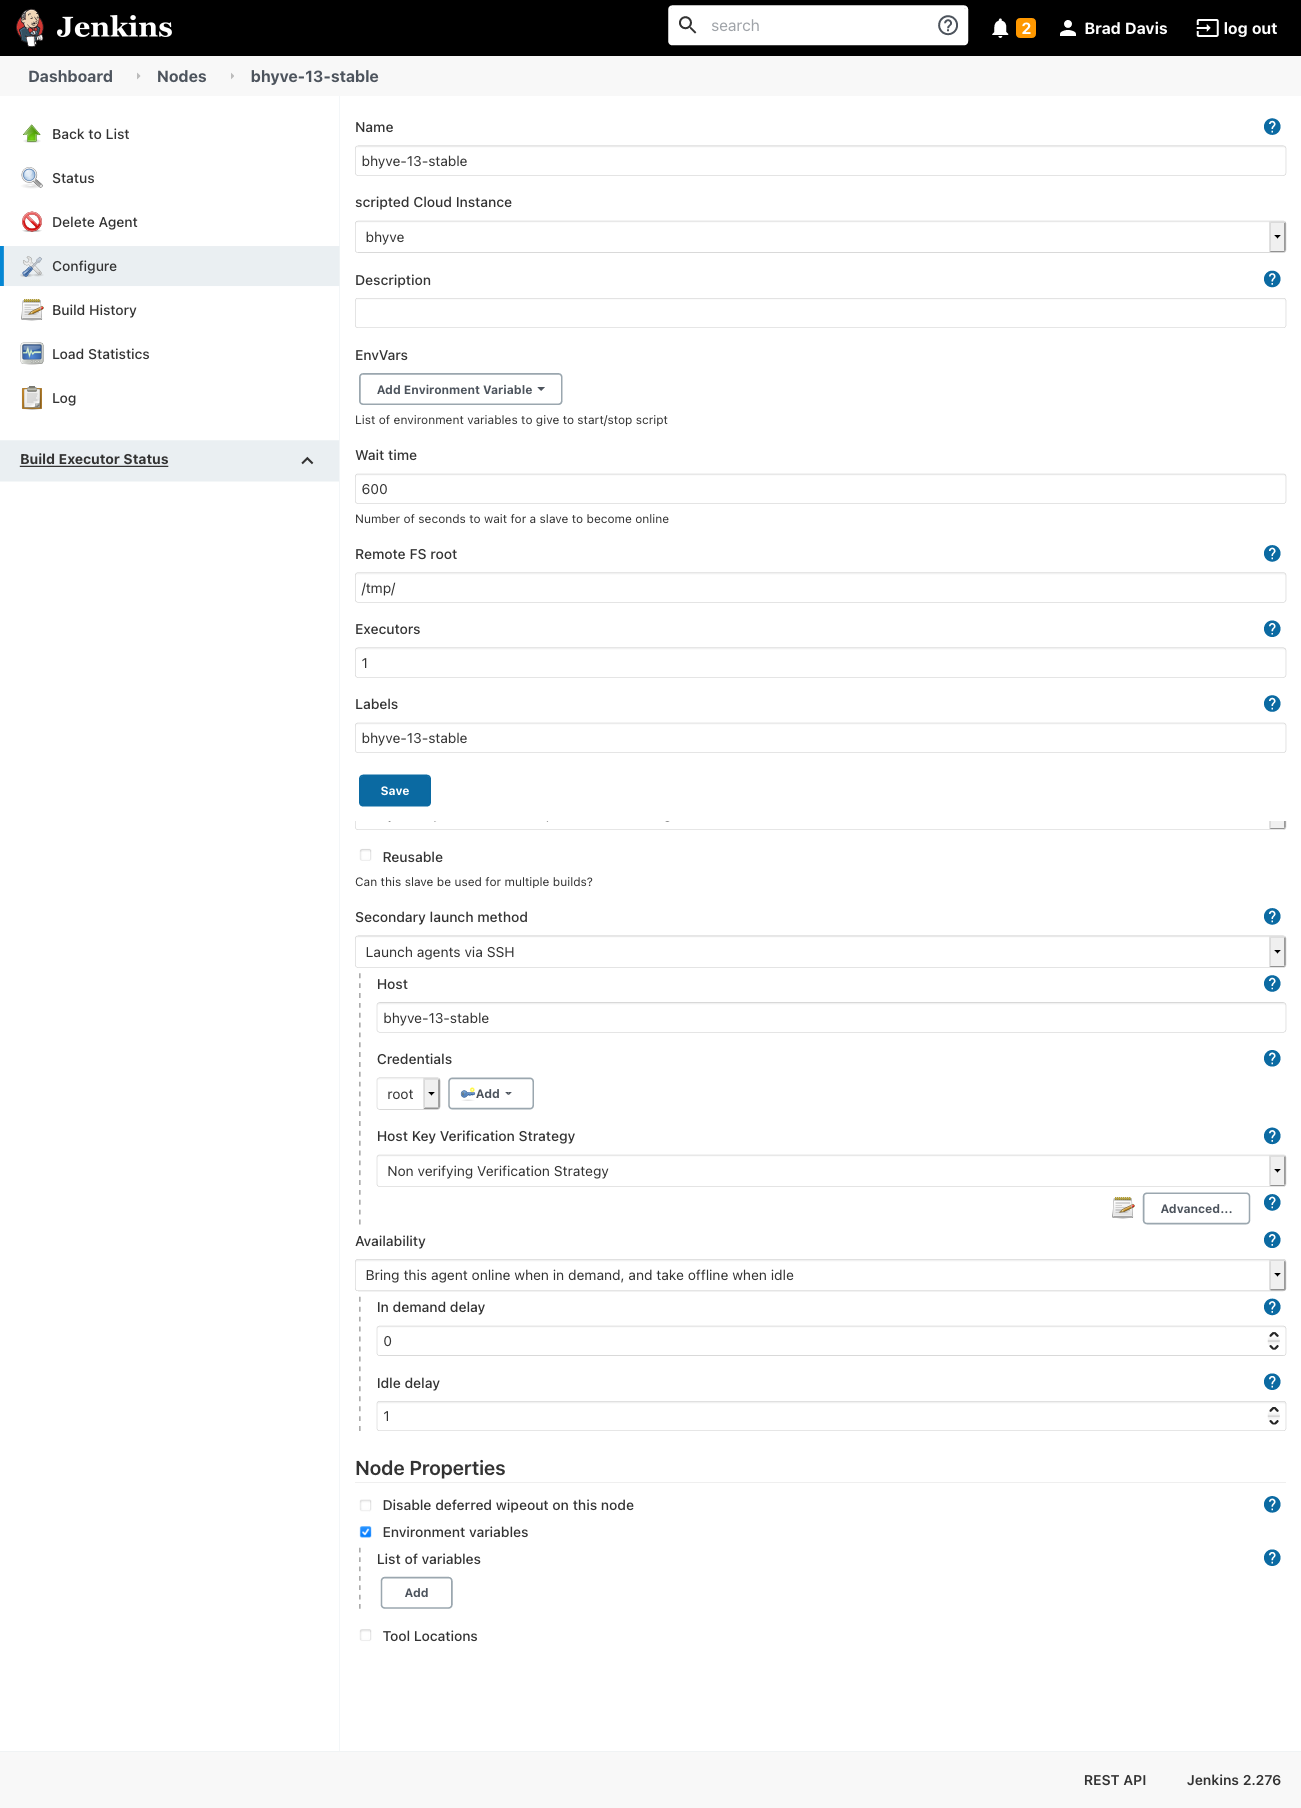 Jenkins
search
2
Brad Davis
log out
Dashboard
Nodes
bhyve-13-stable
Back to List
Status
Delete Agent
Configure
Build History
Load Statistics
Log
Build Executor Status
Name
bhyve-13-stable
scripted Cloud Instance
bhyve
Description
EnvVars
Add Environment Variable
List of environment variables to give to start/stop script
Wait time
600
Number of seconds to wait for a slave to become online
Remote FS root
/tmp/
Executors
1
Labels
bhyve-13-stable
Save
Reusable
Can this slave be used for multiple builds?
Secondary launch method
Launch agents via SSH
Host
bhyve-13-stable
Credentials
root
Add
Host Key Verification Strategy
Non verifying Verification Strategy
Advanced...
Availability
Bring this agent online when in demand, and take offline when idle
In demand delay
0
Idle delay
1
Node Properties
Disable deferred wipeout on this node
Environment variables
List of variables
Add
Tool Locations
REST API
Jenkins 2.276